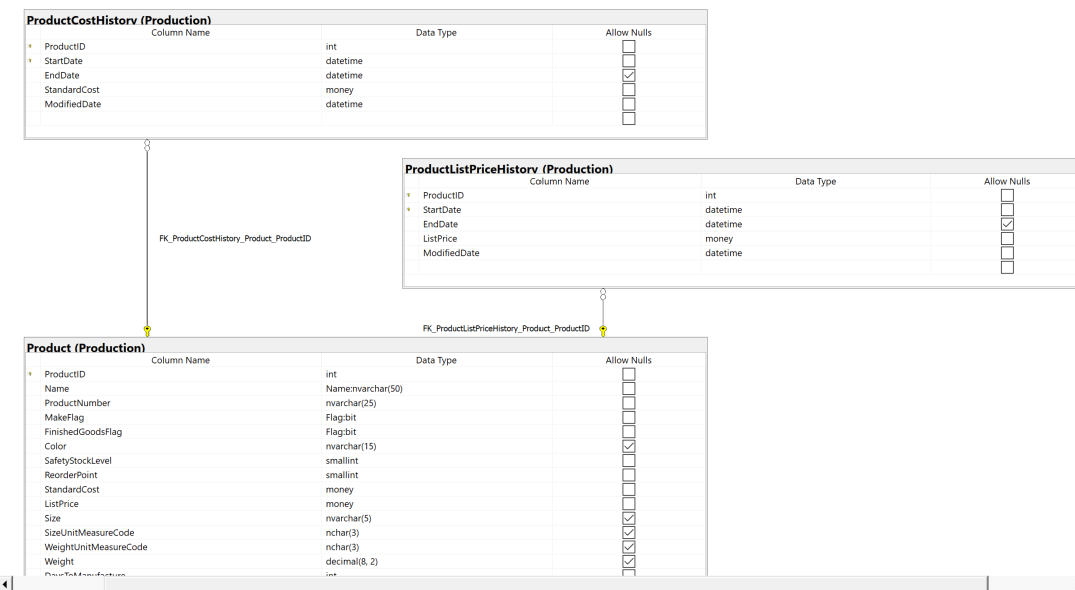 ProductCostHistory (Production)
Column Name Data Type Allow Nulls
ProductID int
StartDate datetime
EndDate datetime
StandardCost money
ModifiedDate datetime
ProductListPriceHistory (Production)
Column Name Data Type Allow Nulls
ProductID int
StartDate datetime
EndDate datetime
ListPrice money
ModifiedDate datetime
FK_ProductCostHistory_Product_ProductID
FK_ProductListPriceHistory_Product_ProductID
Product (Production)
Column Name Data Type Allow Nulls
ProductID int
Name Name:nvarchar(50)
ProductNumber nvarchar(25)
MakeFlag Flag:bit
FinishedGoodsFlag Flag:bit
Color nvarchar(15)
SafetyStockLevel smallint
ReorderPoint smallint
StandardCost money
ListPrice money
Size nvarchar(5)
SizeUnitMeasureCode nchar(3)
WeightUnitMeasureCode nchar(3)
Weight decimal(8, 2)
DaysToManufacture int